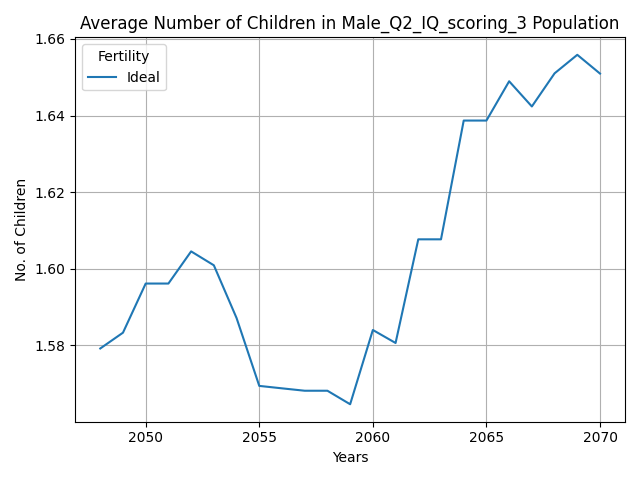 Average Number of Children in Male_Q2_IQ_scoring_3 Population
Fertility
Ideal
1.66
1.64
1.62
1.60
1.58
No. of Children
2050 2055 2060 2065 2070
Years